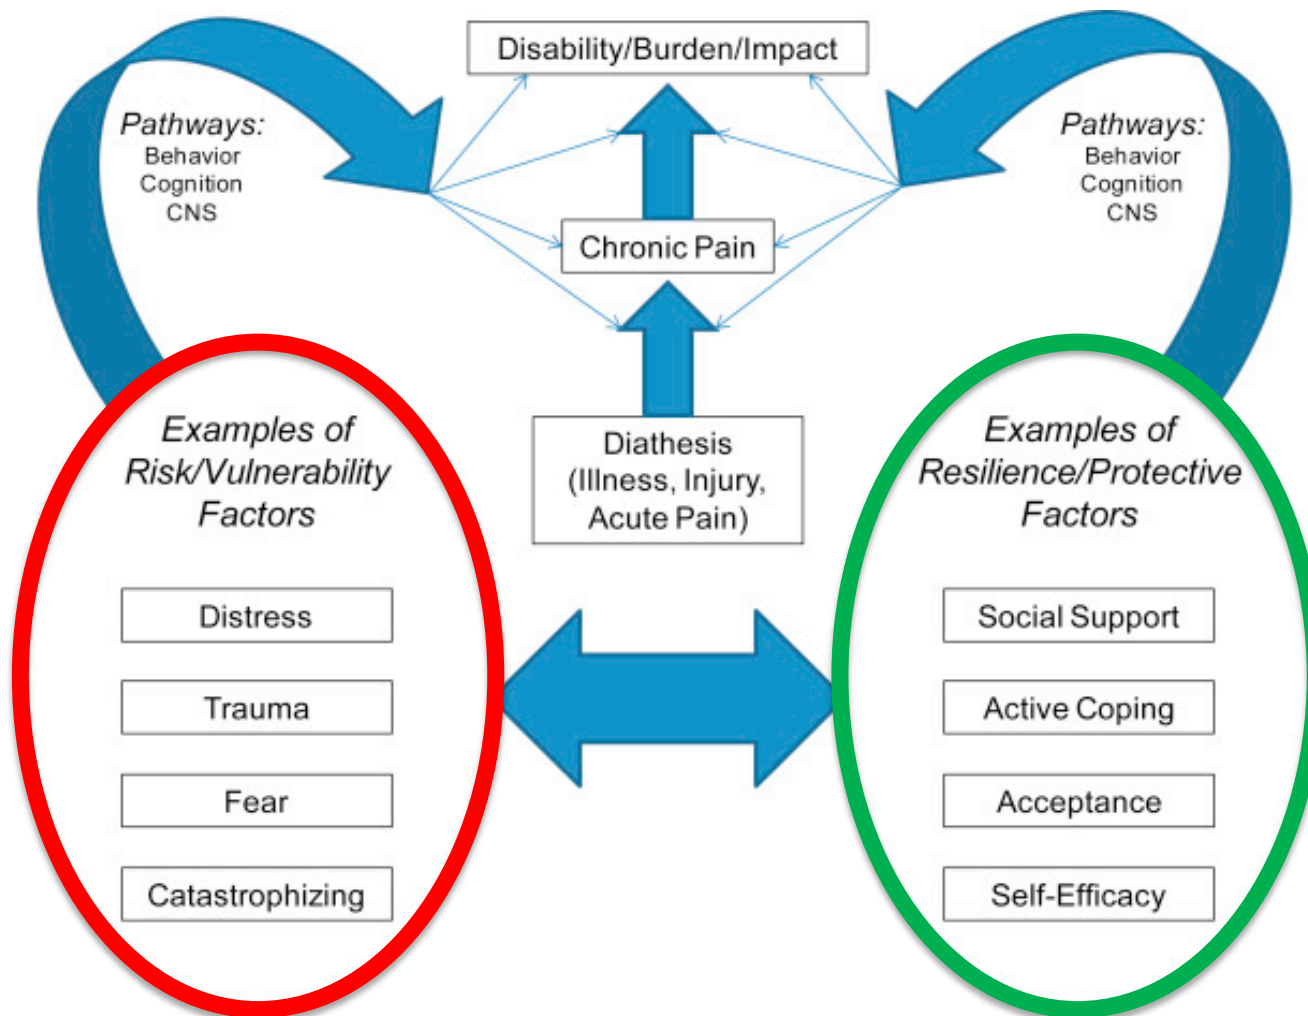 Disability/Burden/Impact
Pathways:
Behavior
Cognition
CNS
Pathways:
Behavior
Cognition
CNS
Chronic Pain
Examples of
Risk/Vulnerability
Factors
Diathesis
(Illness, Injury,
Acute Pain)
Examples of
Resilience/Protective
Factors
Distress
Trauma
Fear
Catastrophizing
Social Support
Active Coping
Acceptance
Self-Efficacy